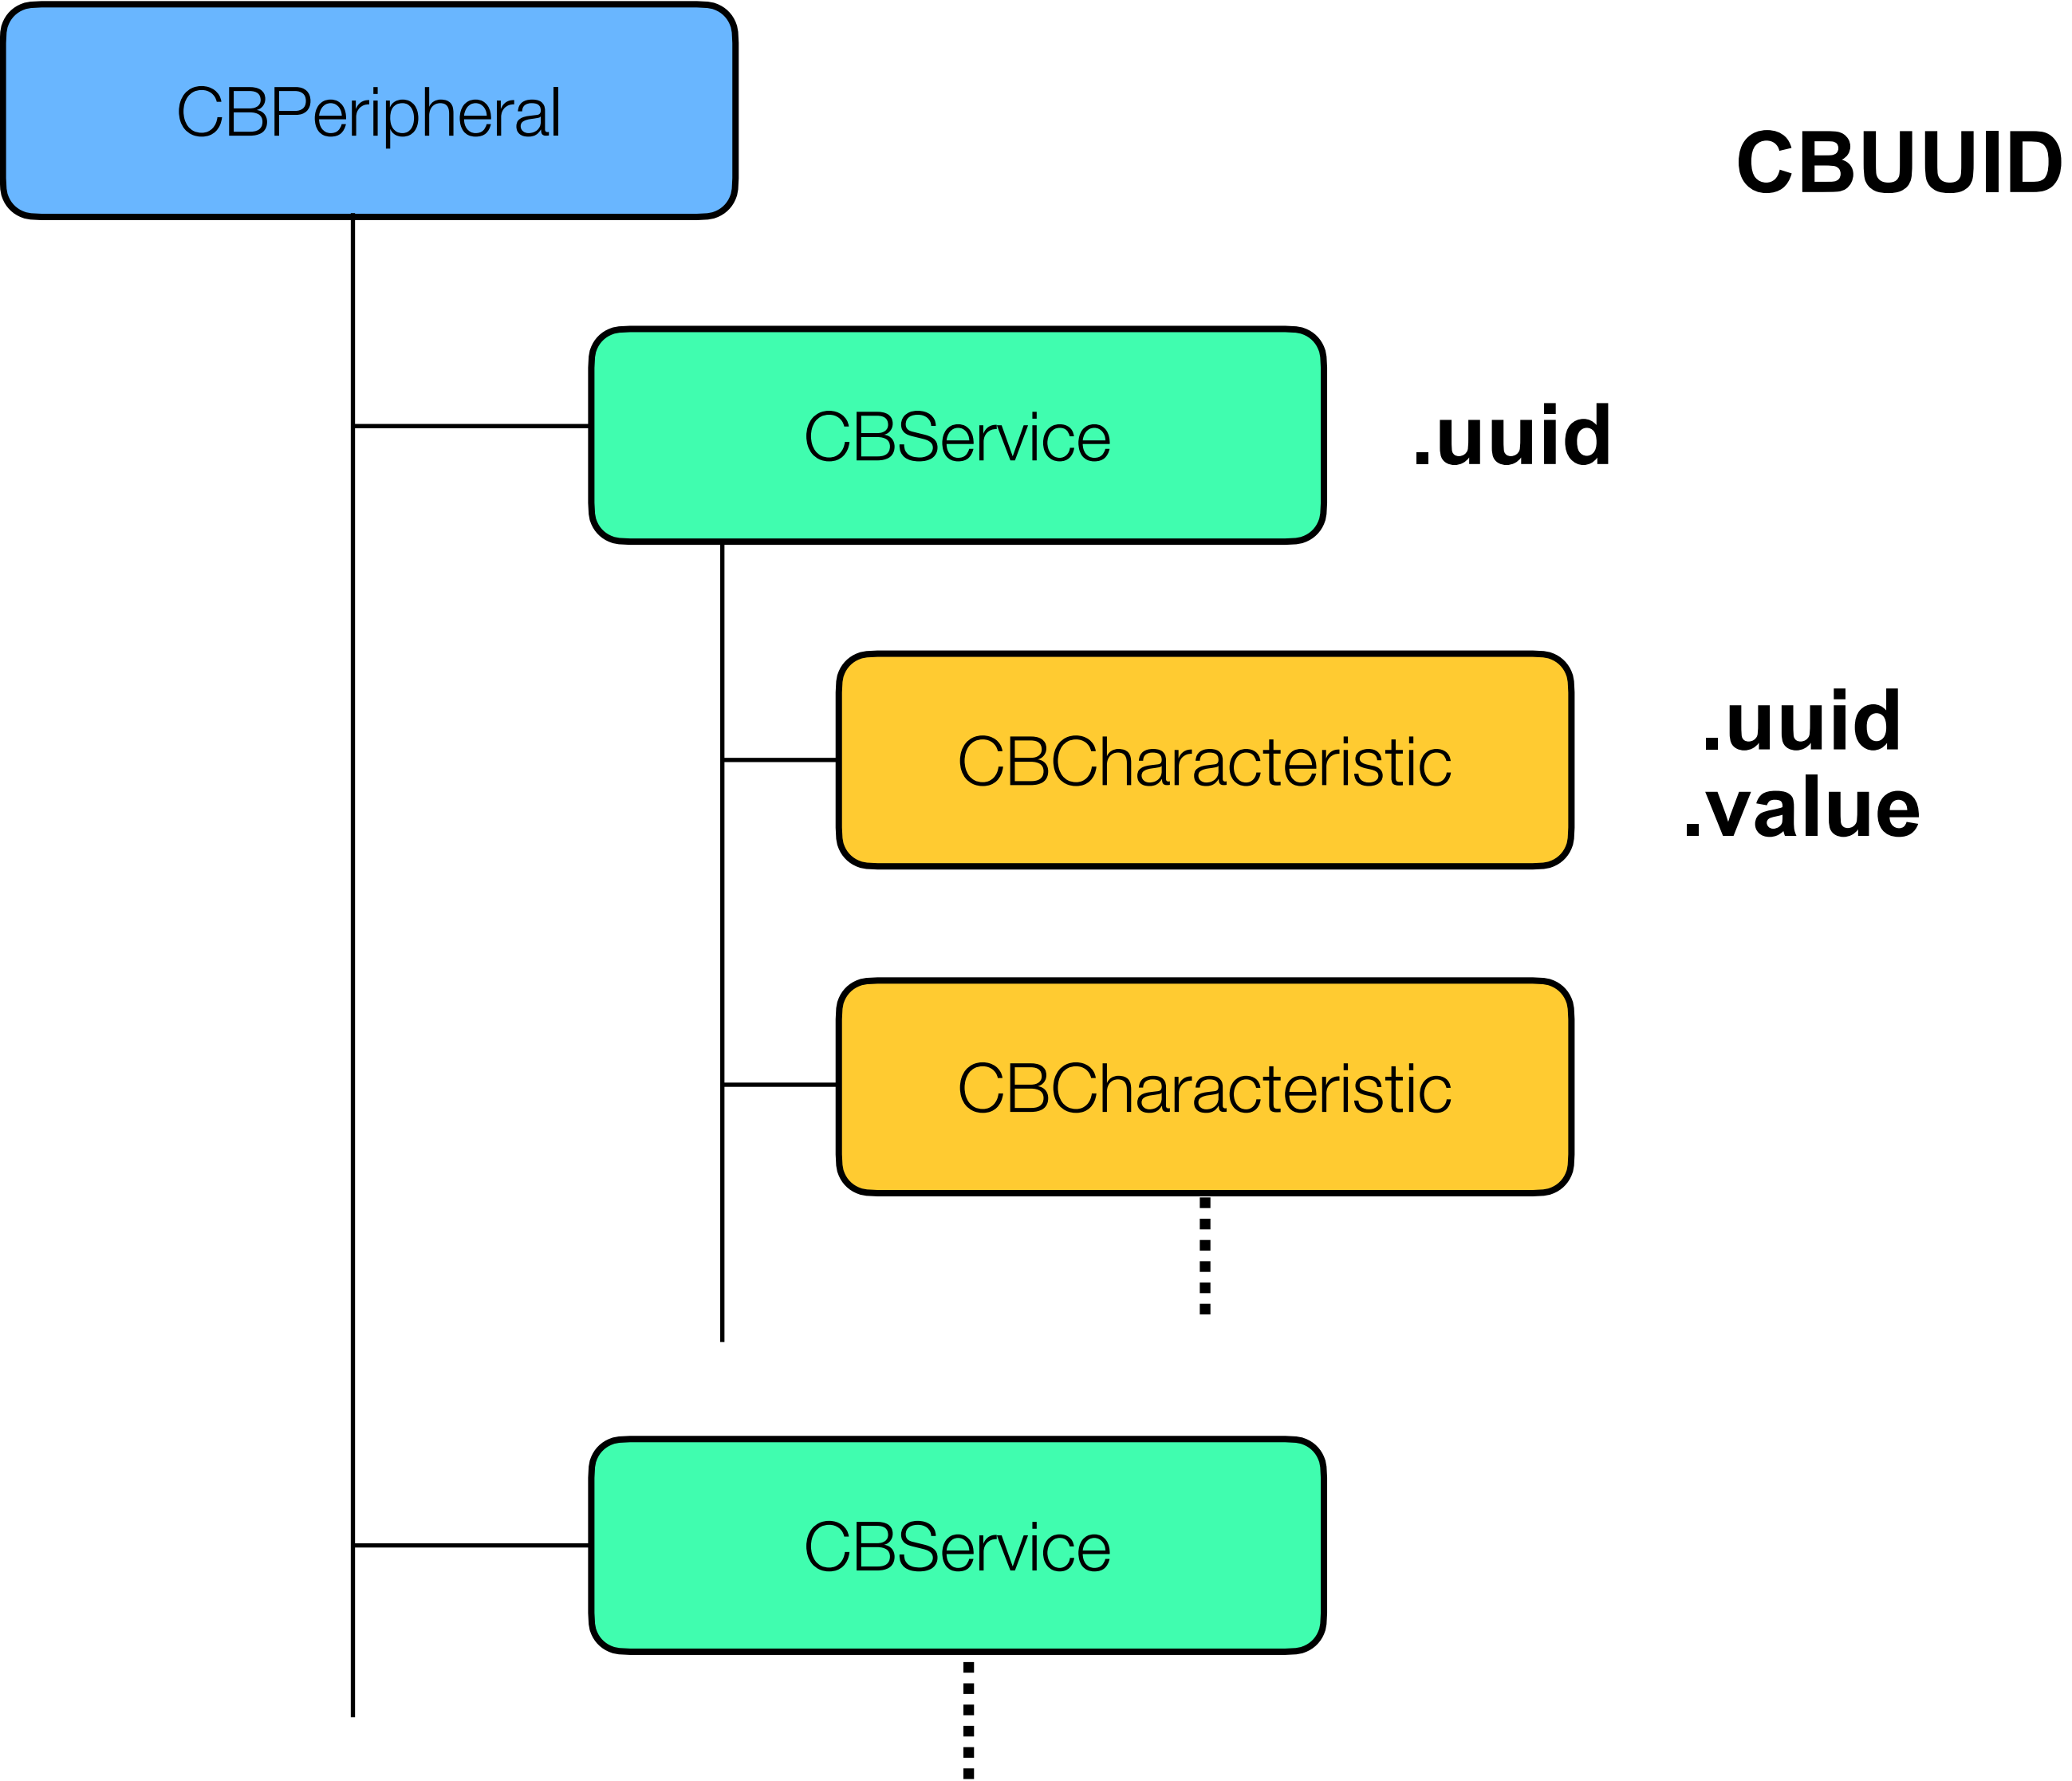 CBPeripheral
CBUUID
CBService
.uuid
CBCharacteristic
.uuid
.value
CBCharacteristic
CBService